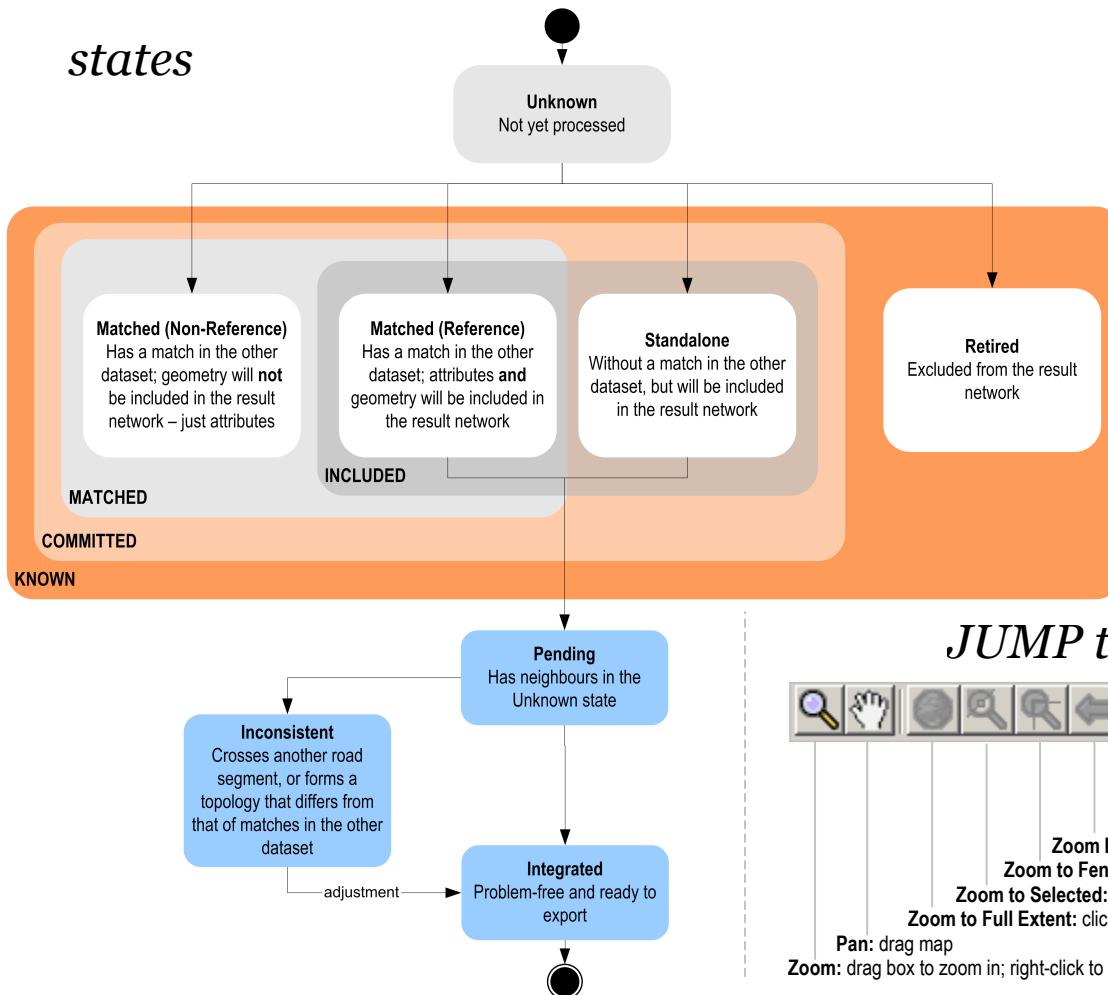 states
Unknown
Not yet processed
Matched (Non-Reference)
Has a match in the other
dataset; geometry will not
be included in the result
network – just attributes
Matched (Reference)
Has a match in the other
dataset; attributes and
geometry will be included in
the result network
Standalone
Without a match in the other
dataset, but will be included
in the result network
Retired
Excluded from the result
network
INCLUDED
MATCHED
COMMITTED
KNOWN
Pending
Has neighbours in the
Unknown state
Inconsistent
Crosses another road
segment, or forms a
topology that differs from
that of matches in the other
dataset
adjustment
Integrated
Problem-free and ready to
export
JUMP t
Zoom
Zoom to Fen
Zoom to Selected:
Zoom to Full Extent: clic
Pan: drag map
Zoom: drag box to zoom in; right-click to